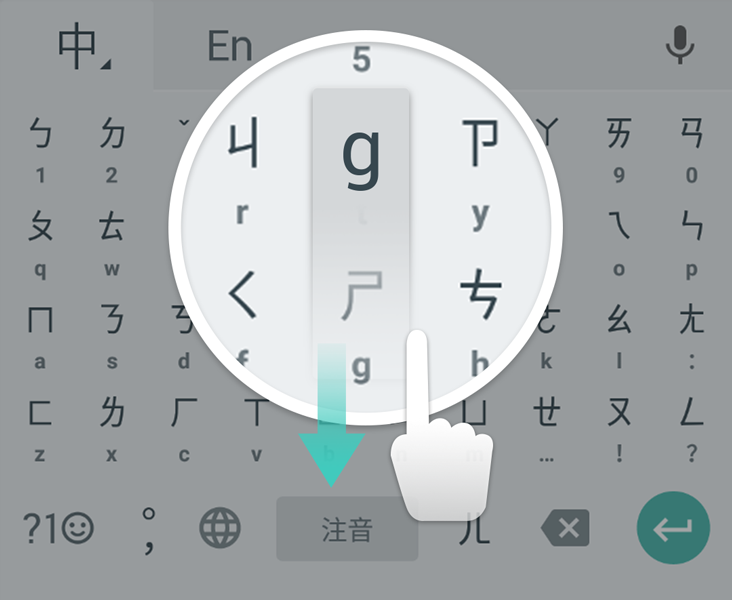 中 En
5
ㄅ ㄉ ˇ ㄐ g ㄗ ㄚ ㄞ ㄢ
1 2 r y 9 0
ㄆ ㄊ ㄟ ㄣ
q w o p
ㄇ ㄋ ㄎ ㄑ ㄕ ㄘ ㄜ ㄠ ㄤ
a s d f g h k l :
ㄈ ㄌ ㄏ ㄒ ㄩ ㄝ ㄡ ㄥ
z x c v b m … ! ?
?1☺ °, 注音 ㄦ